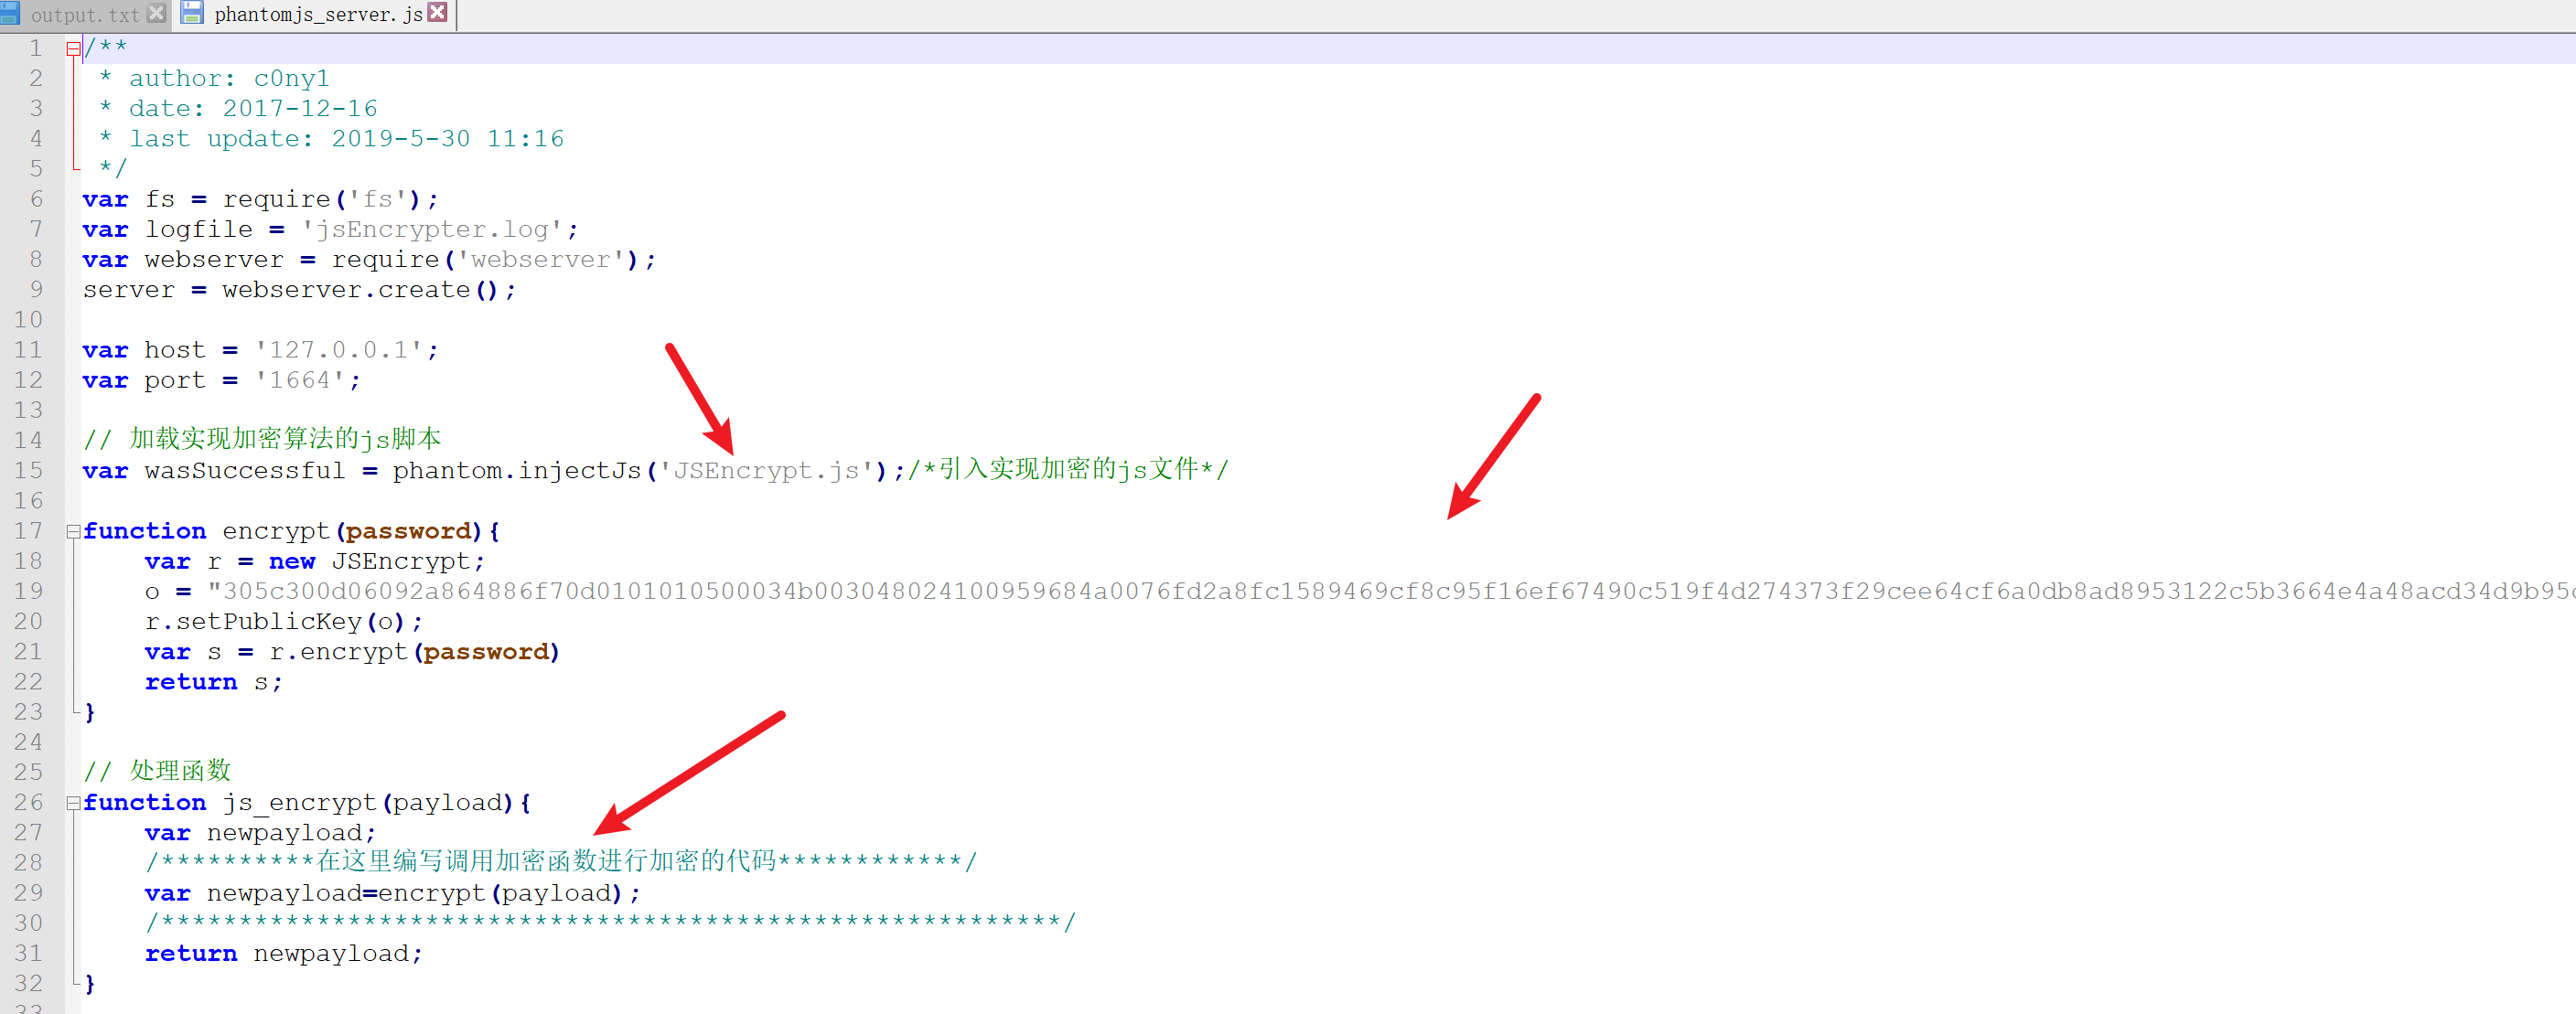 output.txt phantomjs_server.js
1 /**
2 * author: c0ny1
3 * date: 2017-12-16
4 * last update: 2019-5-30 11:16
5 */
6 var fs = require('fs');
7 var logfile = 'jsEncrypter.log';
8 var webserver = require('webserver');
9 server = webserver.create();
10
11 var host = '127.0.0.1';
12 var port = '1664';
13
14 // 加载实现加密算法的js脚本
15 var wasSuccessful = phantom.injectJs('JSEncrypt.js');/*引入实现加密的js文件*/
16
17 function encrypt(password){
18 var r = new JSEncrypt;
19 o = "305c300d06092a864886f70d0101010500034b003048024100959684a0076fd2a8fc1589469cf8c95f16ef67490c519f4d274373f29cee64cf6a0db8ad8953122c5b3664e4a48acd34d9b95
20 r.setPublicKey(o);
21 var s = r.encrypt(password)
22 return s;
23 }
24
25 // 处理函数
26 function js_encrypt(payload){
27 var newpayload;
28 /**********在这里编写调用加密函数进行加密的代码************/
29 var newpayload=encrypt(payload);
30 /**********************************************************/
31 return newpayload;
32 }
33